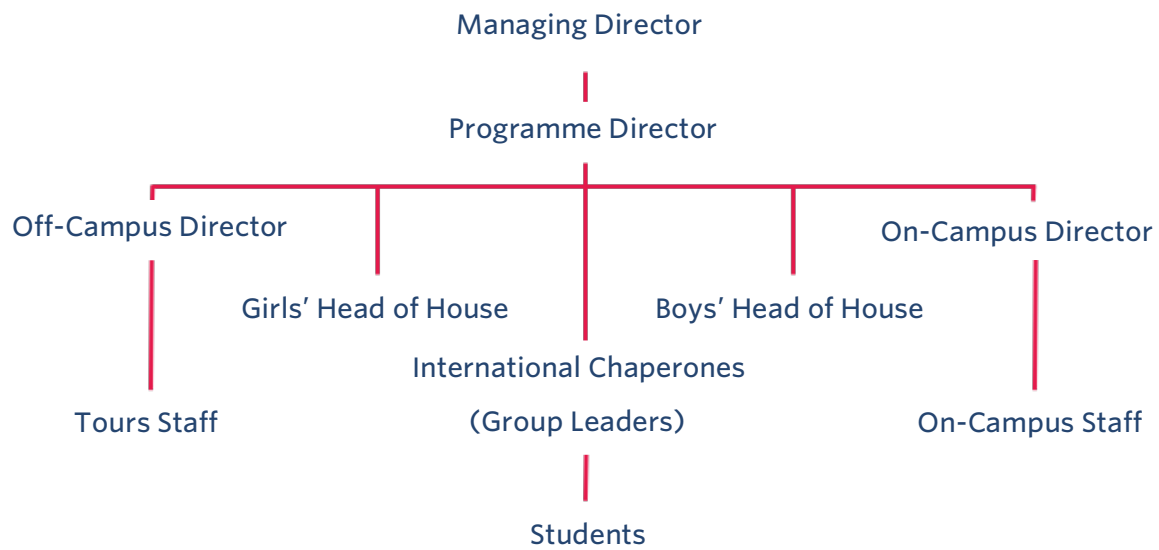 Managing Director
Programme Director
Off-Campus Director
On-Campus Director
Girls’ Head of House
Boys’ Head of House
International Chaperones
(Group Leaders)
Tours Staff
On-Campus Staff
Students